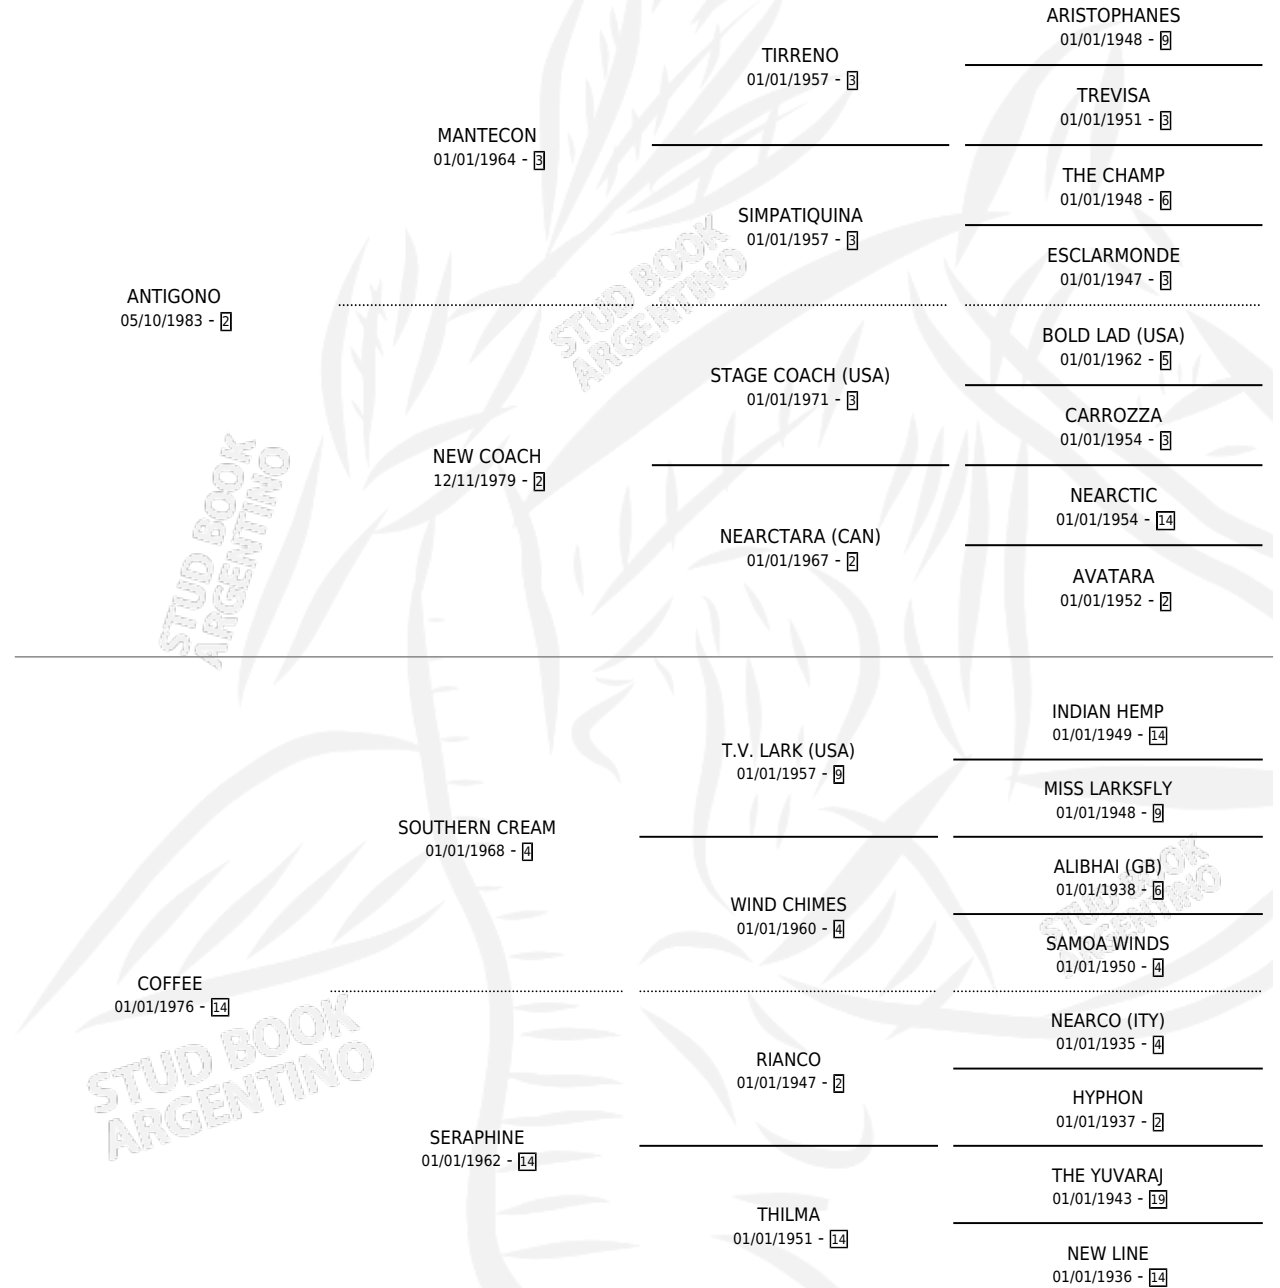 ARISTOPHANES
01/01/1948 - 9
TIRRENO
01/01/1957 - 3
TREVISA
01/01/1951 - 3
MANTECON
01/01/1964 - 3
THE CHAMP
01/01/1948 - 6
SIMPATIQUINA
01/01/1957 - 3
ESCLARMONDE
01/01/1947 - 3
STUD BOOK
ARGENTINO
ANTIGONO
05/10/1983 - 2
BOLD LAD (USA)
01/01/1962 - 5
STAGE COACH (USA)
01/01/1971 - 3
CARROZZA
01/01/1954 - 3
NEW COACH
12/11/1979 - 2
NEARCTIC
01/01/1954 - 14
NEARCTARA (CAN)
01/01/1967 - 2
AVATARA
01/01/1952 - 2
STUD BOOK
ARGENTINO
INDIAN HEMP
01/01/1949 - 14
T.V. LARK (USA)
01/01/1957 - 9
MISS LARKSFLY
01/01/1948 - 9
SOUTHERN CREAM
01/01/1968 - 4
ALIBHAI (GB)
01/01/1938 - 6
WIND CHIMES
01/01/1960 - 4
SAMOA WINDS
01/01/1950 - 4
STUD BOOK
ARGENTINO
COFFEE
01/01/1976 - 14
NEARCO (ITY)
01/01/1935 - 4
RIANCO
01/01/1947 - 2
HYPHON
01/01/1937 - 2
STUD BOOK
ARGENTINO
SERAPHINE
01/01/1962 - 14
THE YUVARAJ
01/01/1943 - 19
THILMA
01/01/1951 - 14
NEW LINE
01/01/1936 - 14